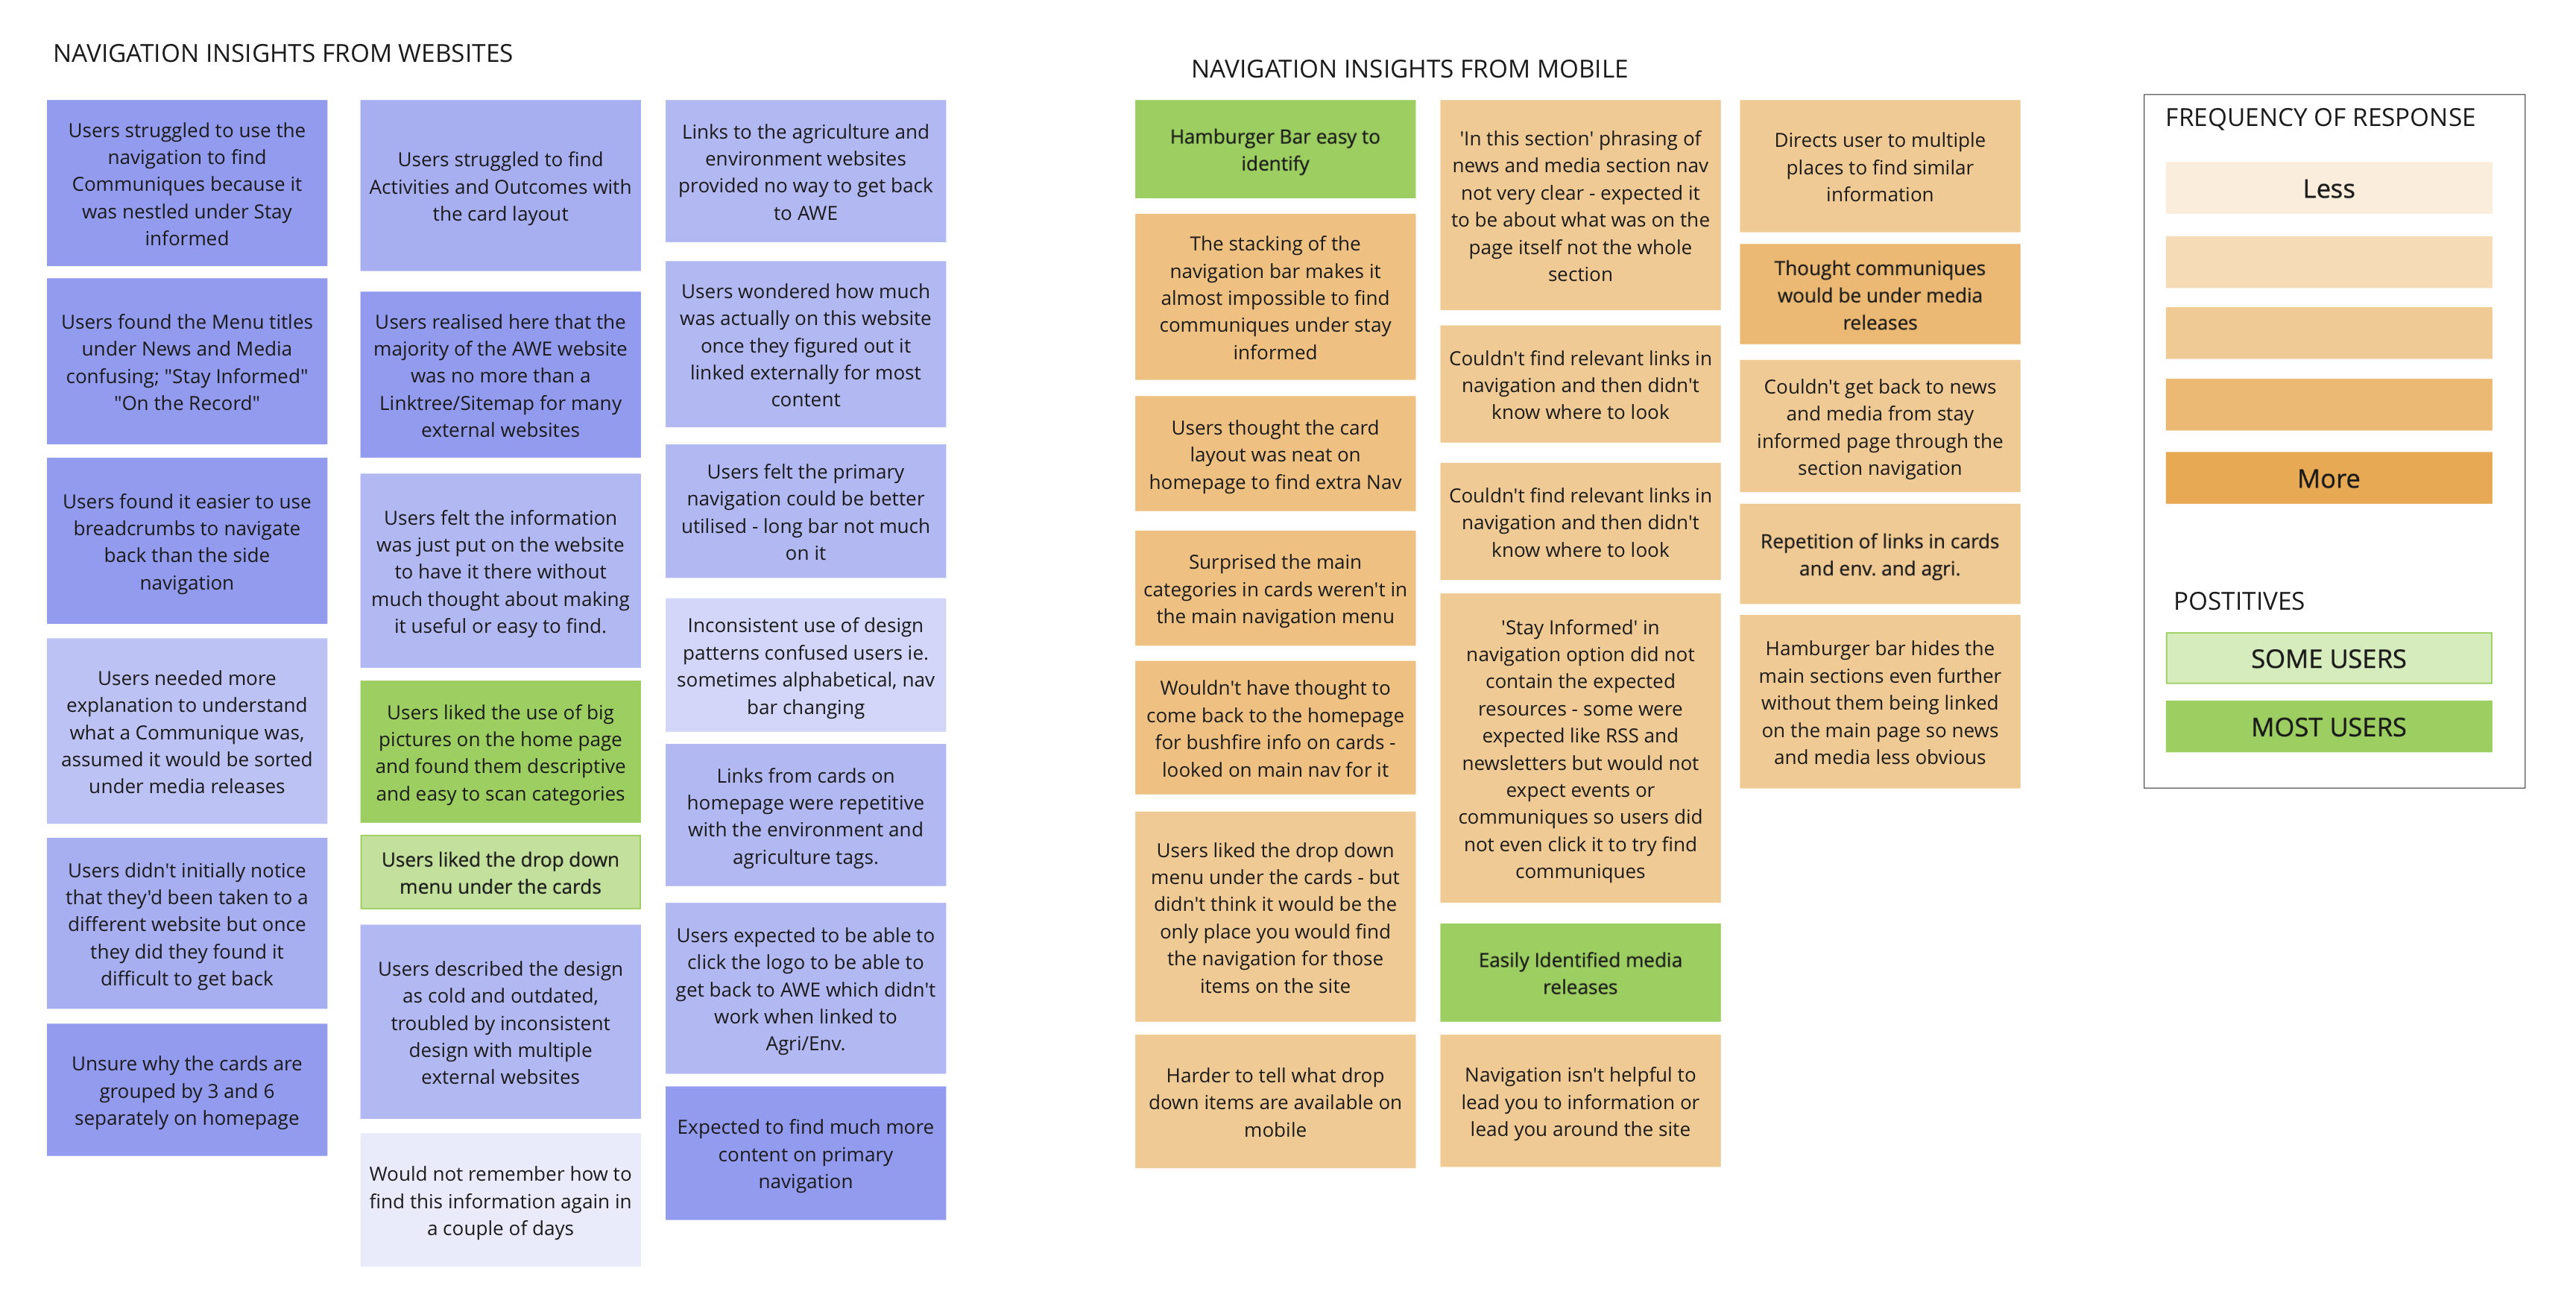 NAVIGATION INSIGHTS FROM WEBSITES
Users struggled to use the
navigation to find
Communiques because it
was nestled under Stay
informed
Users found the Menu titles
under News and Media
confusing; "Stay Informed"
"On the Record"
Users found it easier to use
breadcrumbs to navigate
back than the side
navigation
Users needed more
explanation to understand
what a Communique was,
assumed it would be sorted
under media releases
Users didn't initially notice
that they'd been taken to a
different website but once
they did they found it
difficult to get back
Unsure why the cards are
grouped by 3 and 6
separately on homepage
Users struggled to find
Activities and Outcomes with
the card layout
Users realised here that the
majority of the AWE website
was no more than a
Linktree/Sitemap for many
external websites
Users felt the information
was just put on the website
to have it there without
much thought about making
it useful or easy to find.
Users liked the use of big
pictures on the home page
and found them descriptive
and easy to scan categories
Users liked the drop down
menu under the cards
Users described the design
as cold and outdated,
troubled by inconsistent
design with multiple
external websites
Would not remember how to
find this information again in
a couple of days
Links to the agriculture and
environment websites
provided no way to get back
to AWE
Users wondered how much
was actually on this website
once they figured out it
linked externally for most
content
Users felt the primary
navigation could be better
utilised - long bar not much
on it
Inconsistent use of design
patterns confused users ie.
sometimes alphabetical, nav
bar changing
Links from cards on
homepage were repetitive
with the environment and
agriculture tags.
Users expected to be able to
click the logo to be able to
get back to AWE which didn't
work when linked to
Agri/Env.
Expected to find much more
content on primary
navigation
NAVIGATION INSIGHTS FROM MOBILE
Hamburger Bar easy to
identify
The stacking of the
navigation bar makes it
almost impossible to find
communiques under stay
informed
Users thought the card
layout was neat on
homepage to find extra Nav
Surprised the main
categories in cards weren't in
the main navigation menu
Wouldn't have thought to
come back to the homepage
for bushfire info on cards -
looked on main nav for it
Users liked the drop down
menu under the cards - but
didn't think it would be the
only place you would find
the navigation for those
items on the site
Harder to tell what drop
down items are available on
mobile
'In this section' phrasing of
news and media section nav
not very clear - expected it
to be about what was on the
page itself not the whole
section
Couldn't find relevant links in
navigation and then didn't
know where to look
Couldn't find relevant links in
navigation and then didn't
know where to look
'Stay Informed' in
navigation option did not
contain the expected
resources - some were
expected like RSS and
newsletters but would not
expect events or
communiques so users did
not even click it to try find
communiques
Easily Identified media
releases
Navigation isn't helpful to
lead you to information or
lead you around the site
Directs user to multiple
places to find similar
information
Thought communiques
would be under media
releases
Couldn't get back to news
and media from stay
informed page through the
section navigation
Repetition of links in cards
and env. and agri.
Hamburger bar hides the
main sections even further
without them being linked
on the main page so news
and media less obvious
FREQUENCY OF RESPONSE
Less
More
POSTITIVES
SOME USERS
MOST USERS